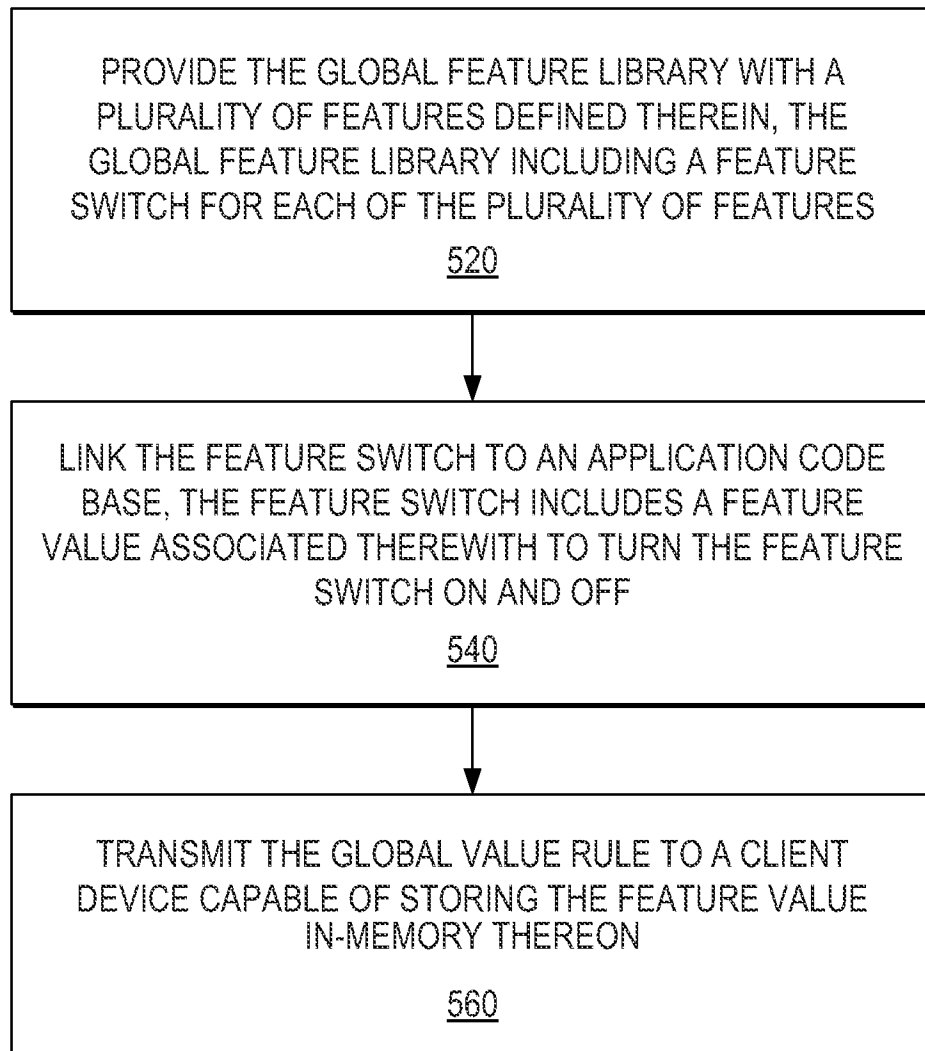 PROVIDE THE GLOBAL FEATURE LIBRARY WITH A
PLURALITY OF FEATURES DEFINED THEREIN, THE
GLOBAL FEATURE LIBRARY INCLUDING A FEATURE
SWITCH FOR EACH OF THE PLURALITY OF FEATURES
520
LINK THE FEATURE SWITCH TO AN APPLICATION CODE
BASE, THE FEATURE SWITCH INCLUDES A FEATURE
VALUE ASSOCIATED THEREWITH TO TURN THE FEATURE
SWITCH ON AND OFF
540
TRANSMIT THE GLOBAL VALUE RULE TO A CLIENT
DEVICE CAPABLE OF STORING THE FEATURE VALUE
IN-MEMORY THEREON
560